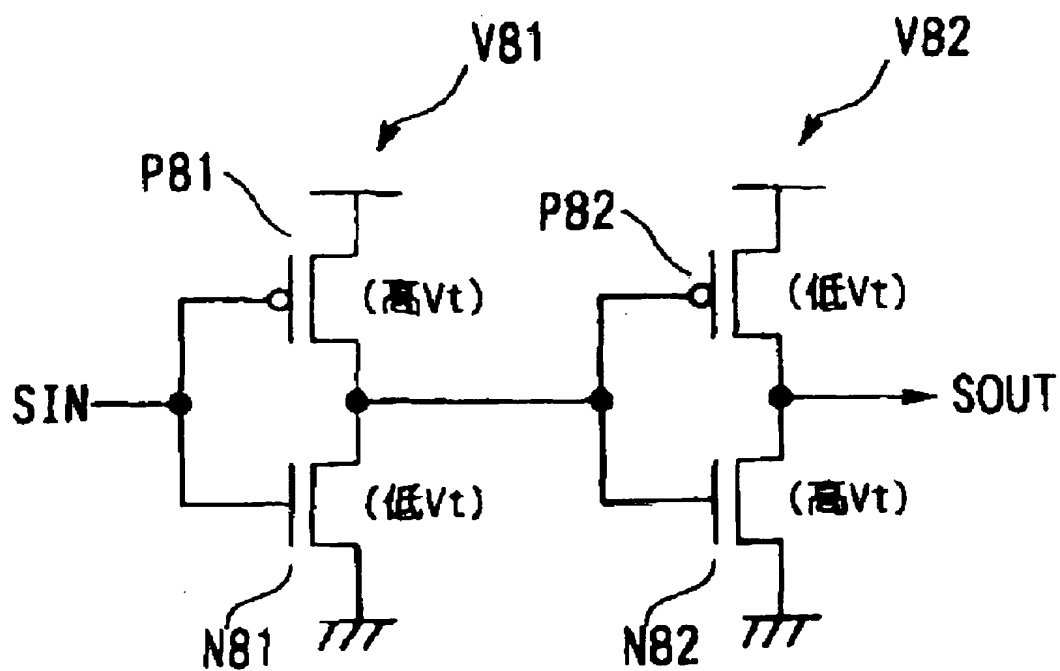 V81
V82
P81
P82
(高Vt)
(低Vt)
SIN
SOUT
(低Vt)
(高Vt)
N81
N82